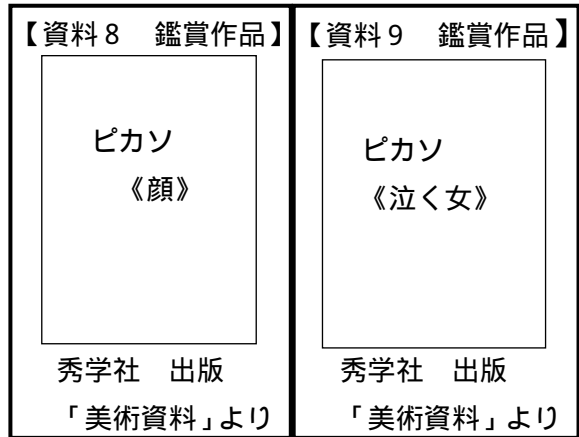 【資料８　鑑賞作品】
ピカソ
《顔》
秀学社　出版
「美術資料」より
【資料９　鑑賞作品】
ピカソ
《泣く女》
秀学社　出版
「美術資料」より